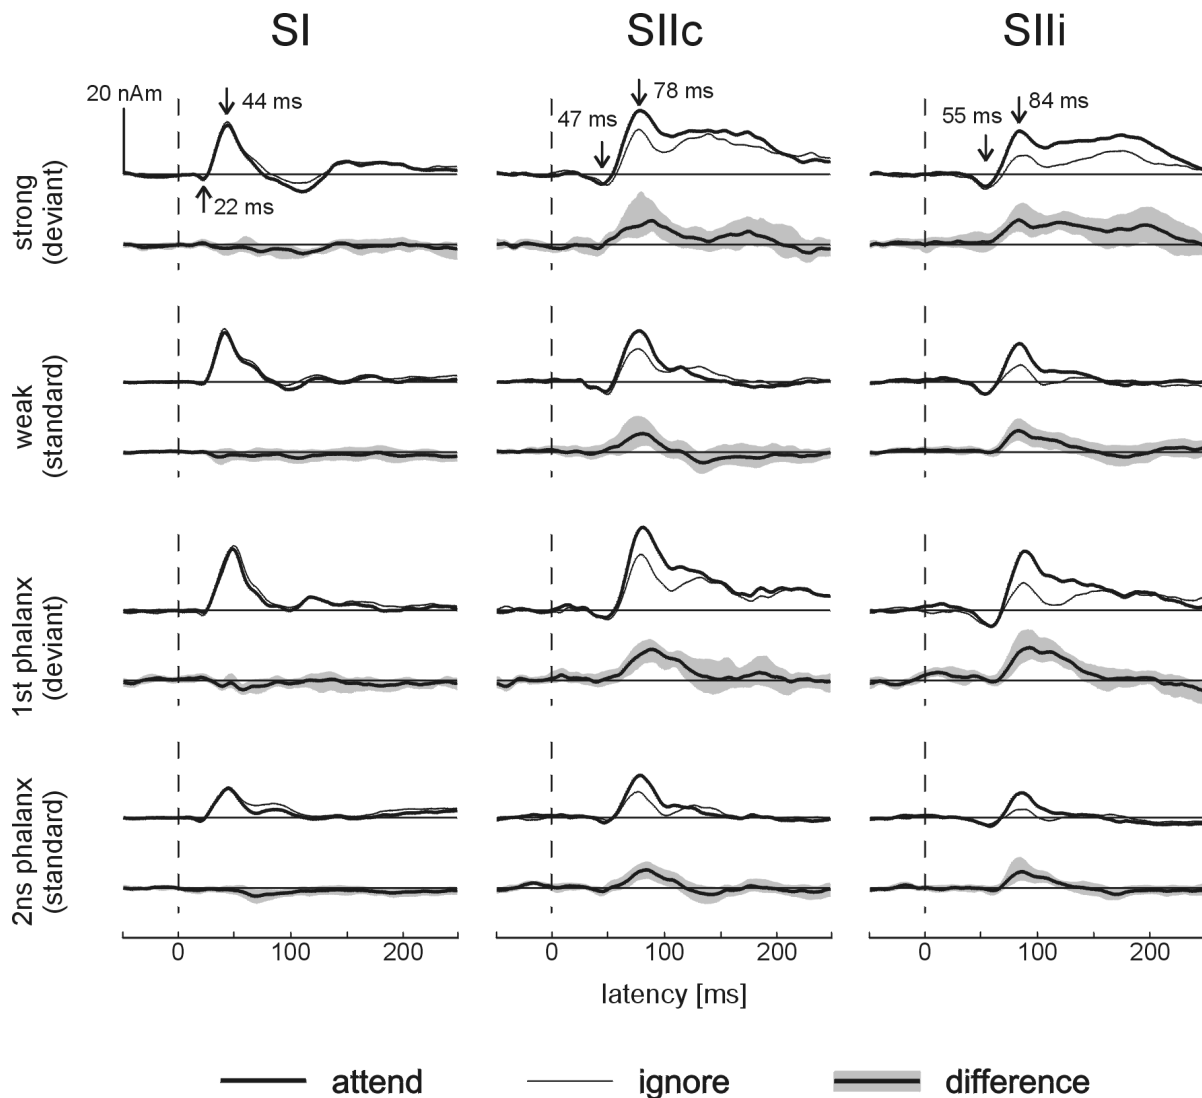 SI SIIc SIIi
20 nAm
44 ms
22 ms
47 ms
78 ms
55 ms
84 ms
strong
(deviant)
weak
(standard)
1st phalanx
(deviant)
2ns phalanx
(standard)
0 100 200 0 100 200 0 100 200
latency [ms]
attend ignore difference